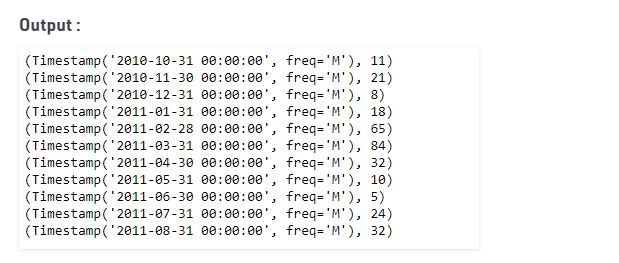 Output :
(Timestamp('2010-10-31 00:00:00', freq='M'), 11)
(Timestamp('2010-11-30 00:00:00', freq='M'), 21)
(Timestamp('2010-12-31 00:00:00', freq='M'), 8)
(Timestamp('2011-01-31 00:00:00', freq='M'), 18)
(Timestamp('2011-02-28 00:00:00', freq='M'), 65)
(Timestamp('2011-03-31 00:00:00', freq='M'), 84)
(Timestamp('2011-04-30 00:00:00', freq='M'), 32)
(Timestamp('2011-05-31 00:00:00', freq='M'), 10)
(Timestamp('2011-06-30 00:00:00', freq='M'), 5)
(Timestamp('2011-07-31 00:00:00', freq='M'), 24)
(Timestamp('2011-08-31 00:00:00', freq='M'), 32)